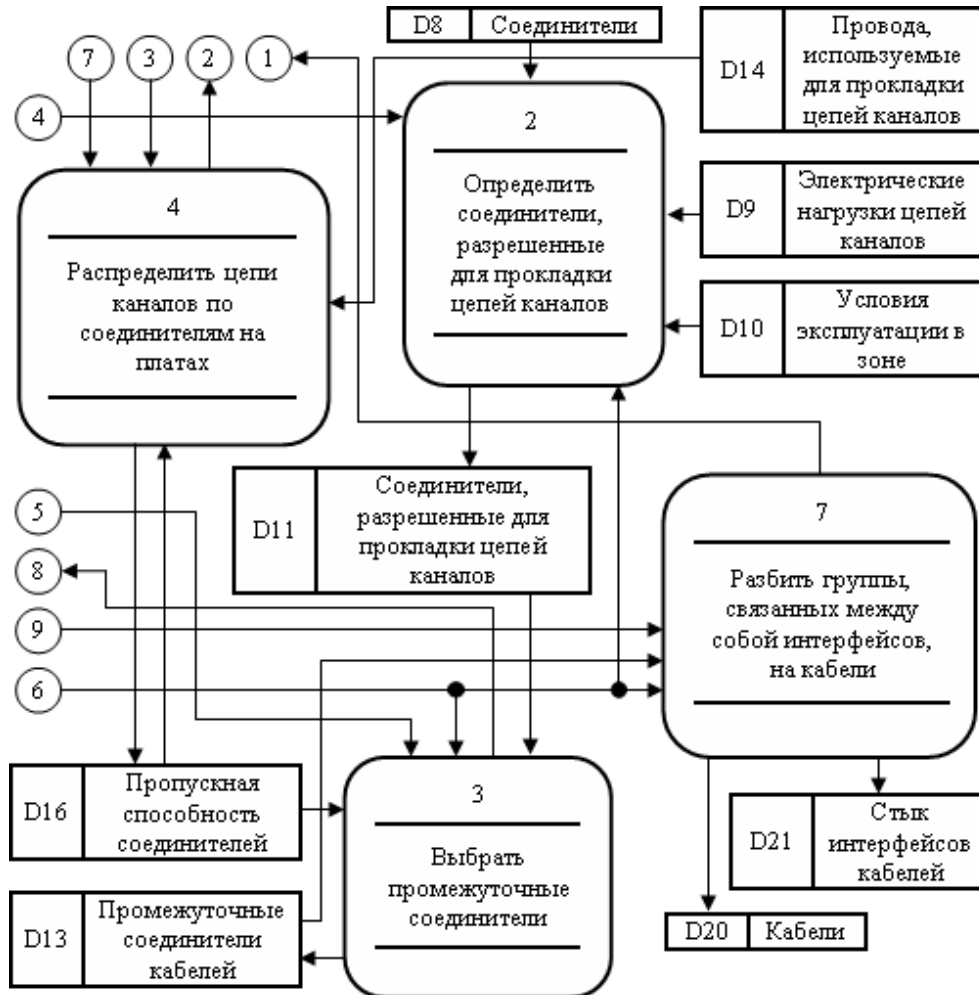 D8 Соединители
7 3 2 1
D14 Провода,
используемые
для прокладки
цепей каналов
4
2
Определить
соединители,
разрешенные
для прокладки
цепей каналов
D9 Электрические
нагрузки цепей
каналов
4
Распределить цепи
каналов по
соединителям на
платах
D10 Условия
эксплуатации в
зоне
D11 Соединители,
разрешенные для
прокладки цепей
каналов
5
8
9
6
7
Разбить группы,
связанных между
собой интерфейсов,
на кабели
D16 Пропускная
способность
соединителей
3
Выбрать
промежуточные
соединители
D21 Стык
интерфейсов
кабелей
D13 Промежуточные
соединители
кабелей
D20 Кабели